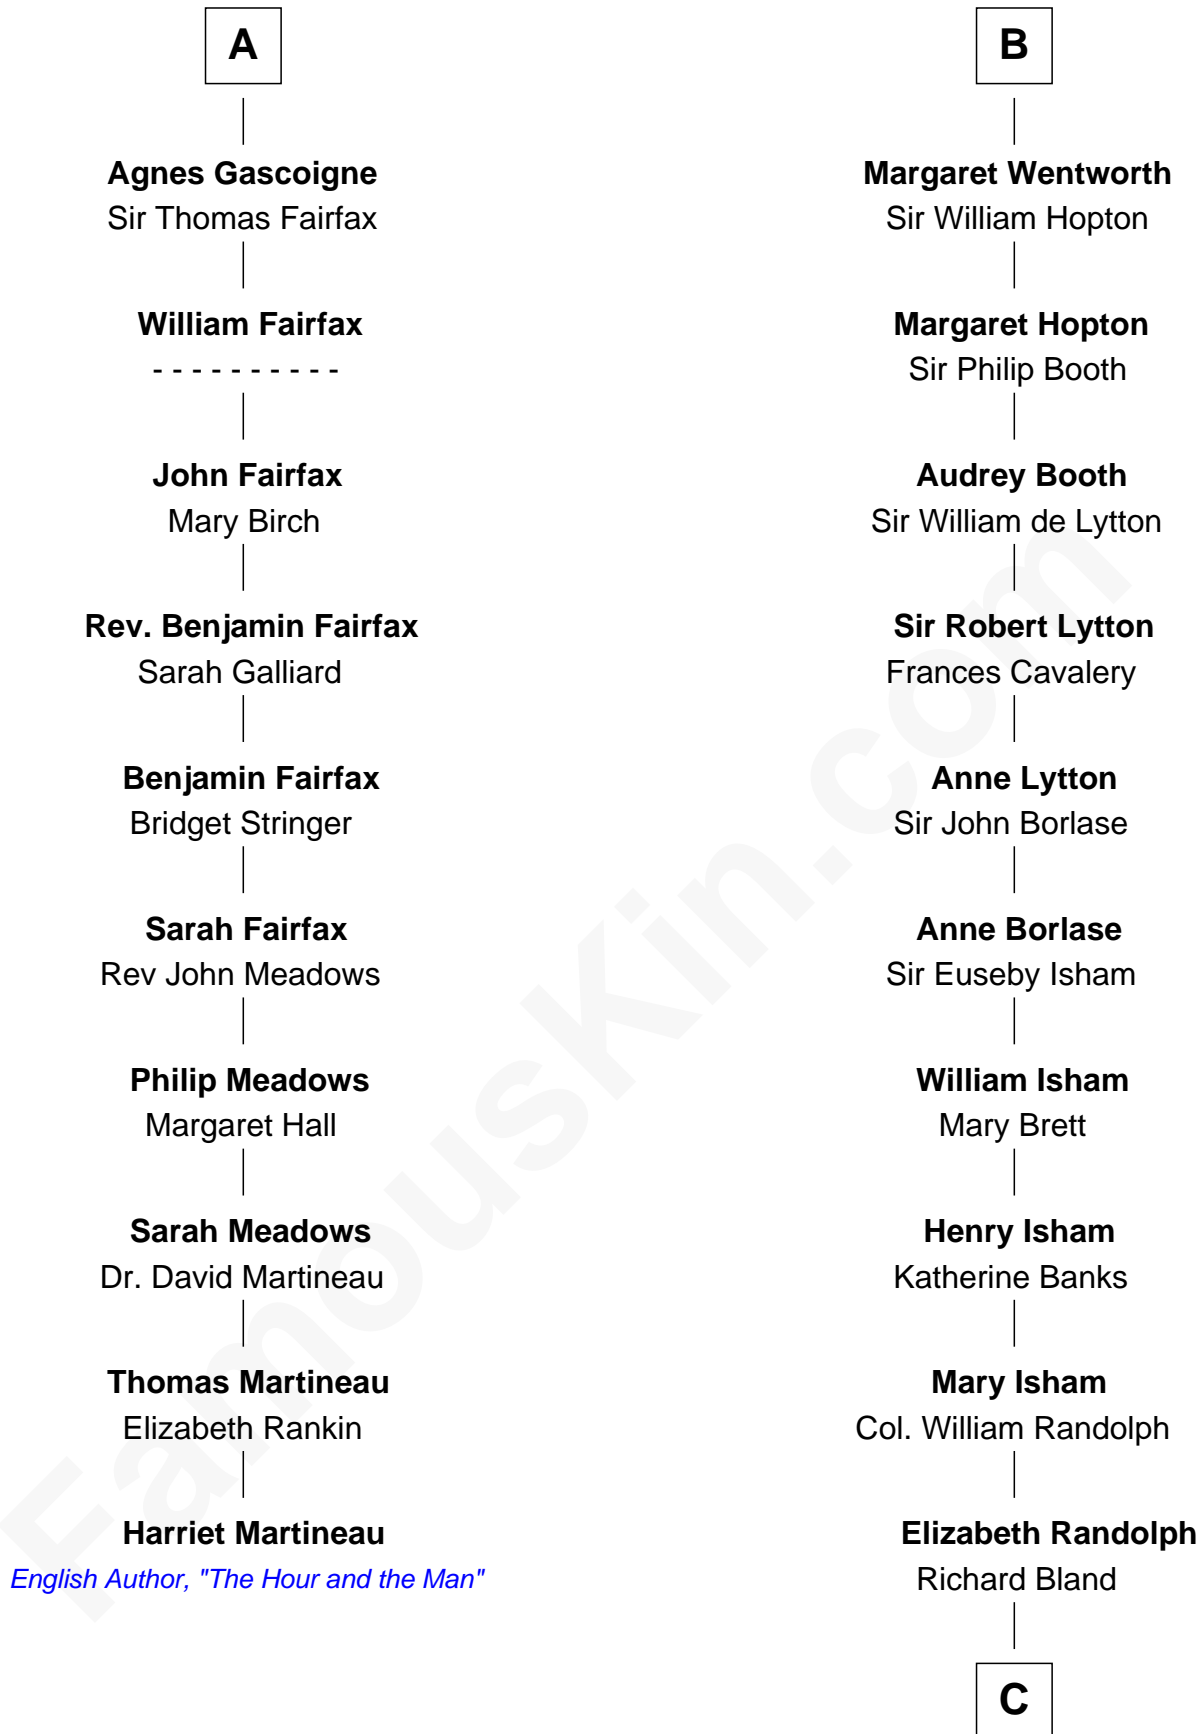 A
Agnes Gascoigne
Sir Thomas Fairfax
William Fairfax
- - - - - - - - - -
John Fairfax
Mary Birch
Rev. Benjamin Fairfax
Sarah Galliard
Benjamin Fairfax
Bridget Stringer
Sarah Fairfax
Rev John Meadows
Philip Meadows
Margaret Hall
Sarah Meadows
Dr. David Martineau
Thomas Martineau
Elizabeth Rankin
Harriet Martineau
English Author, "The Hour and the Man"
B
Margaret Wentworth
Sir William Hopton
Margaret Hopton
Sir Philip Booth
Audrey Booth
Sir William de Lytton
Sir Robert Lytton
Frances Cavalery
Anne Lytton
Sir John Borlase
Anne Borlase
Sir Euseby Isham
William Isham
Mary Brett
Henry Isham
Katherine Banks
Mary Isham
Col. William Randolph
Elizabeth Randolph
Richard Bland
C
FamousKin.com